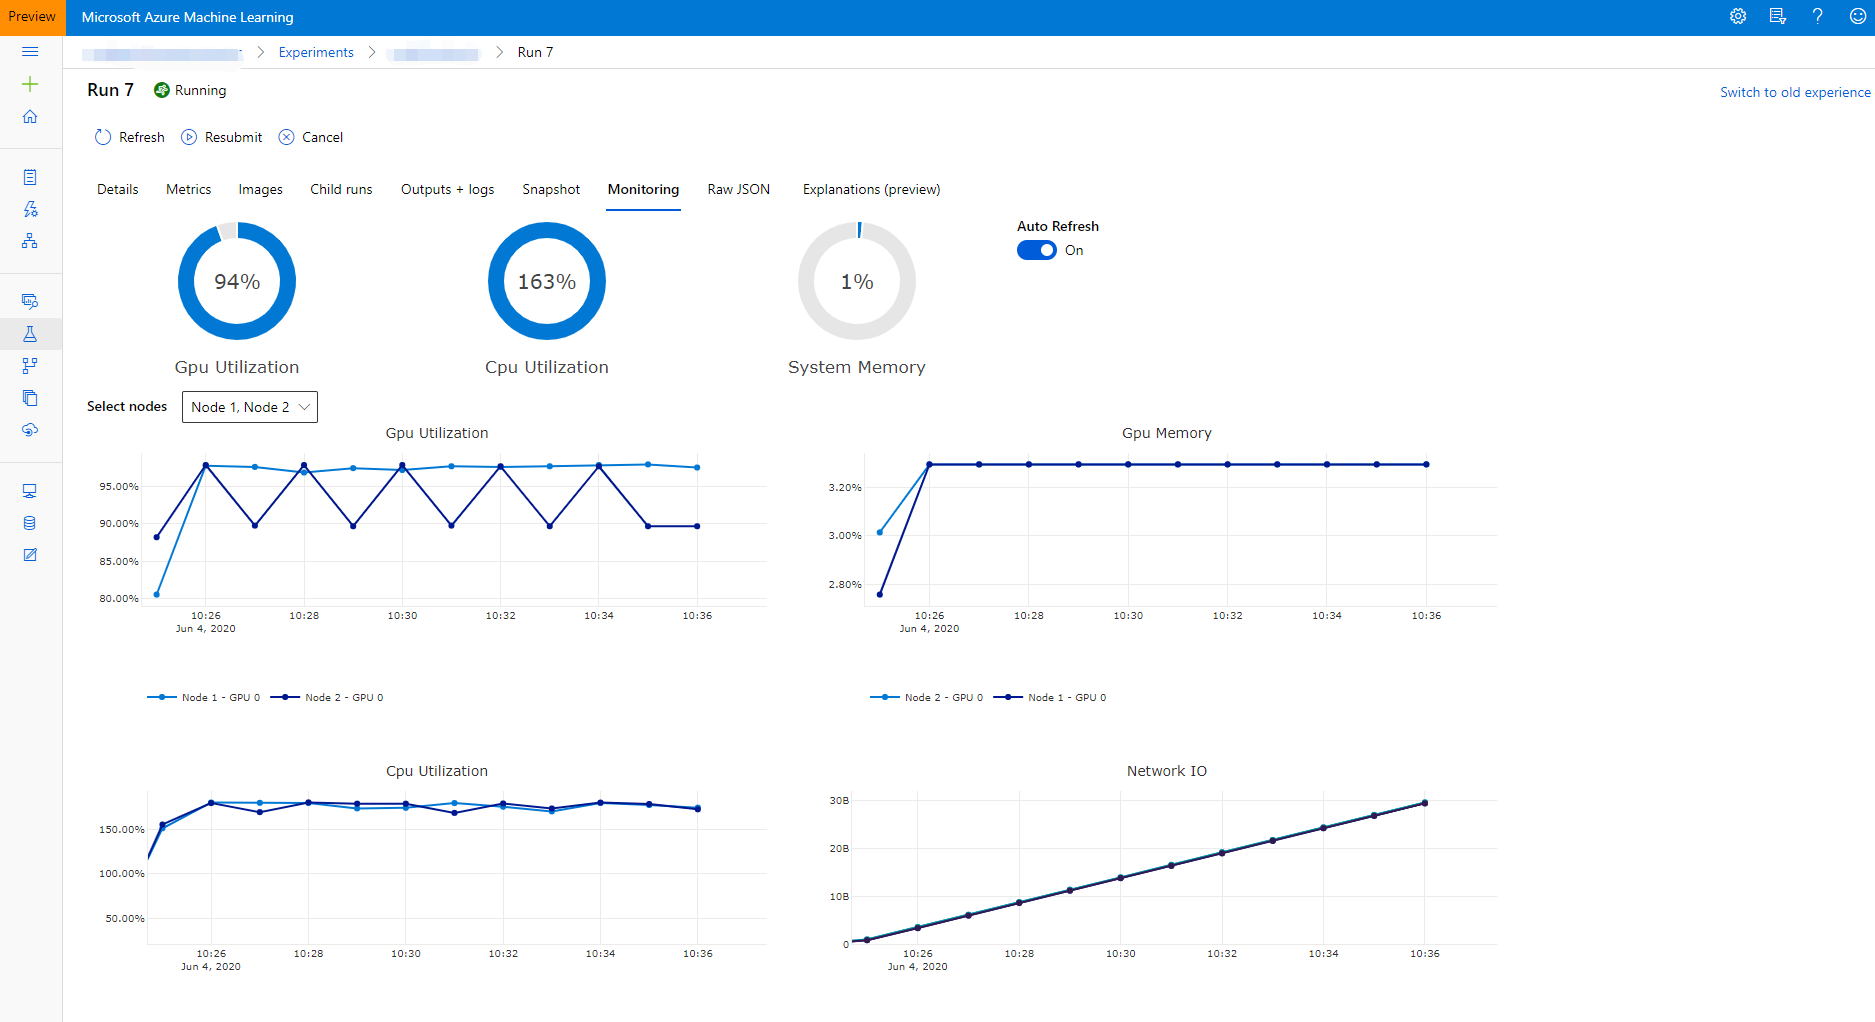 Preview
Microsoft Azure Machine Learning
Experiments
Run 7
Run 7
Running
Switch to old experience
Refresh
Resubmit
Cancel
Details
Metrics
Images
Child runs
Outputs + logs
Snapshot
Monitoring
Raw JSON
Explanations (preview)
94%
163%
1%
Auto Refresh
On
Gpu Utilization
Cpu Utilization
System Memory
Select nodes
Node 1, Node 2
Gpu Utilization
95.00%
90.00%
85.00%
80.00%
10:26
10:28
10:30
10:32
10:34
10:36
Jun 4, 2020
Node 1 - GPU 0
Node 2 - GPU 0
Gpu Memory
3.20%
3.00%
2.80%
10:26
10:28
10:30
10:32
10:34
10:36
Jun 4, 2020
Node 2 - GPU 0
Node 1 - GPU 0
Cpu Utilization
150.00%
100.00%
50.00%
10:26
10:28
10:30
10:32
10:34
10:36
Jun 4, 2020
Network IO
30B
20B
10B
0
10:26
10:28
10:30
10:32
10:34
10:36
Jun 4, 2020